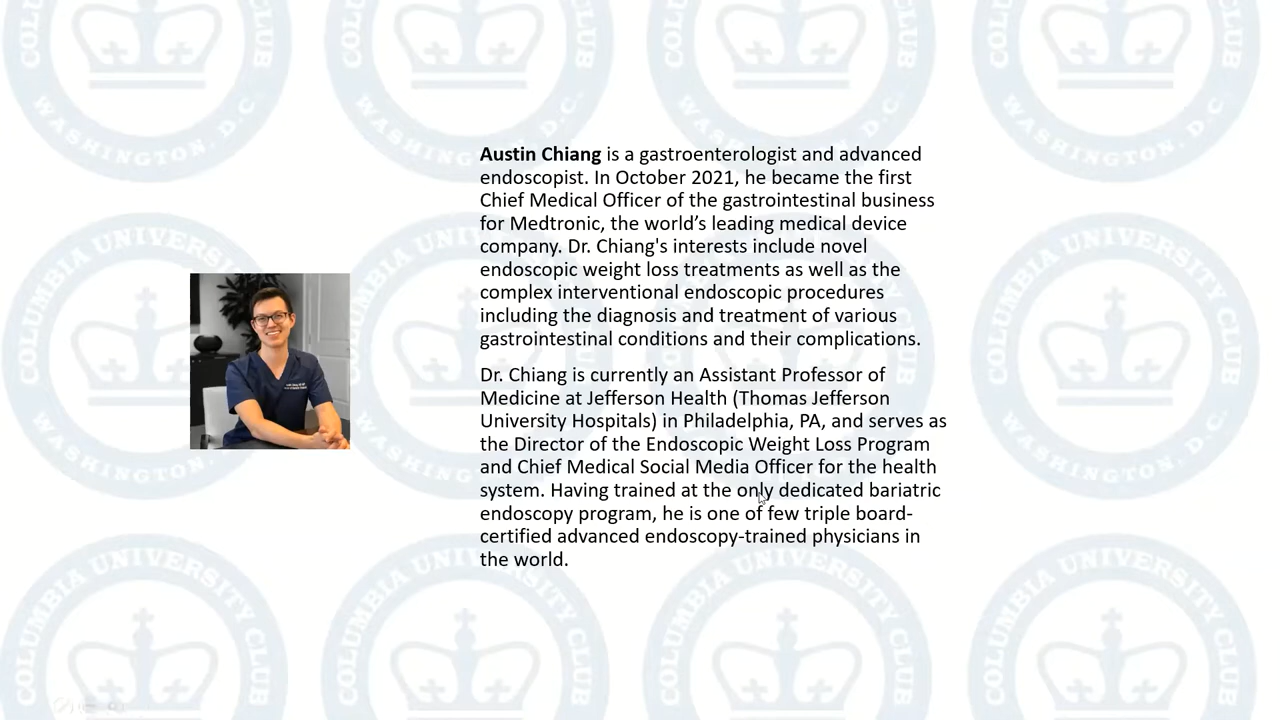 Austin Chiang is a gastroenterologist and advanced
endoscopist. In October 2021, he became the first
Chief Medical Officer of the gastrointestinal business
for Medtronic, the world’s leading medical device
company. Dr. Chiang's interests include novel
endoscopic weight loss treatments as well as the
complex interventional endoscopic procedures
including the diagnosis and treatment of various
gastrointestinal conditions and their complications.
Dr. Chiang is currently an Assistant Professor of
Medicine at Jefferson Health (Thomas Jefferson
University Hospitals) in Philadelphia, PA, and serves as
the Director of the Endoscopic Weight Loss Program
and Chief Medical Social Media Officer for the health
system. Having trained at the only dedicated bariatric
endoscopy program, he is one of few triple board-
certified advanced endoscopy-trained physicians in
the world.
COLUMBIA UNIVERSITY CLUB
WASHINGTON, D.C.